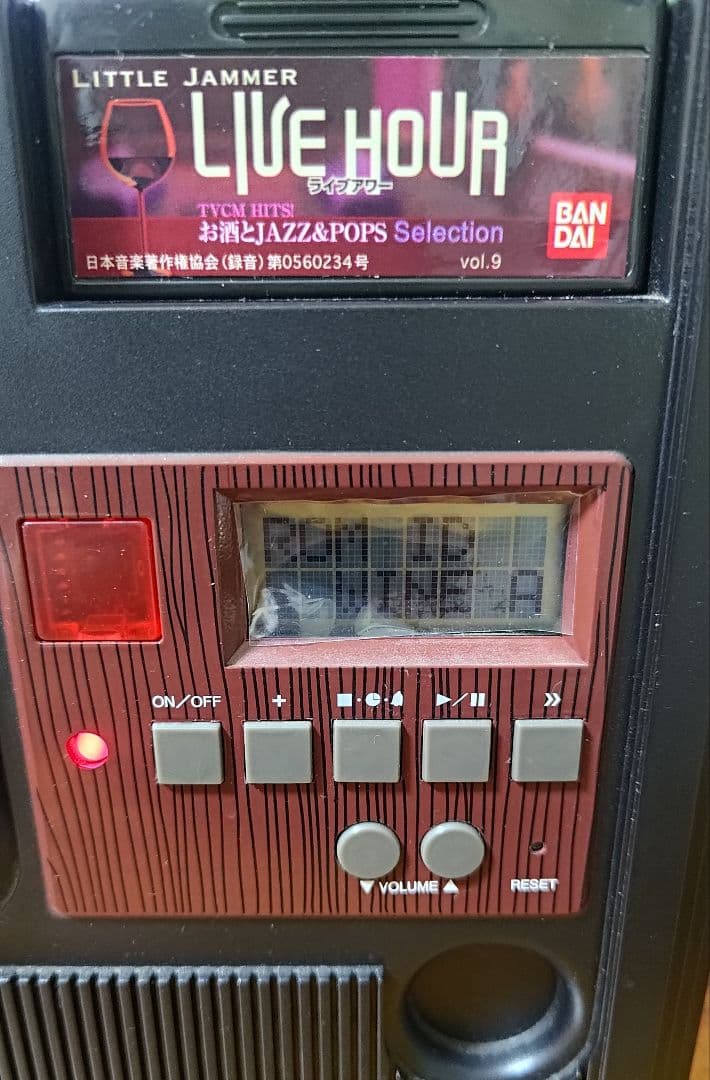 LITTLE JAMMER
LIVE HOUR
ライブアワー
TVCM HITS!
お酒とJAZZ&POPS Selection
BAN
DAI
日本音楽著作権協会(録音)第0560234号 vol.9
ON/OFF + ■・・ ▶/⏸ »
▼ VOLUME ▲ RESET